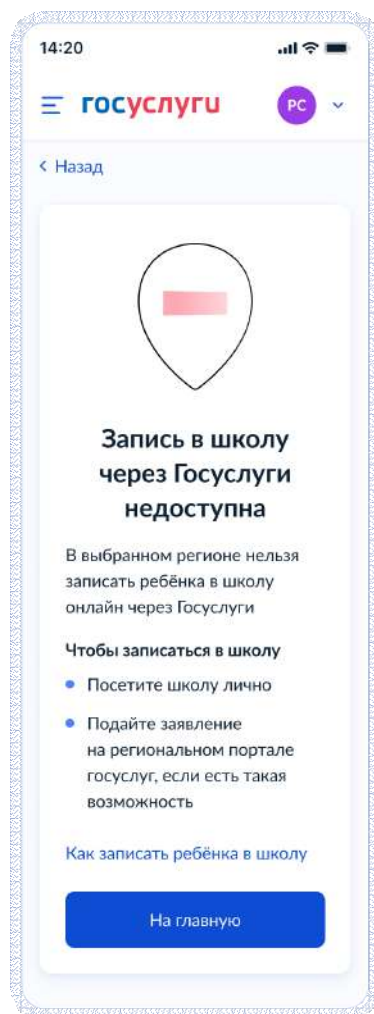 14:20
госуслуги
РС
Назад
Запись в школу
через Госуслуги
недоступна
В выбранном регионе нельзя
записать ребёнка в школу
онлайн через Госуслуги
Чтобы записаться в школу
Посетите школу лично
Подайте заявление
на региональном портале
госуслуг, если есть такая
возможность
Как записать ребёнка в школу
На главную